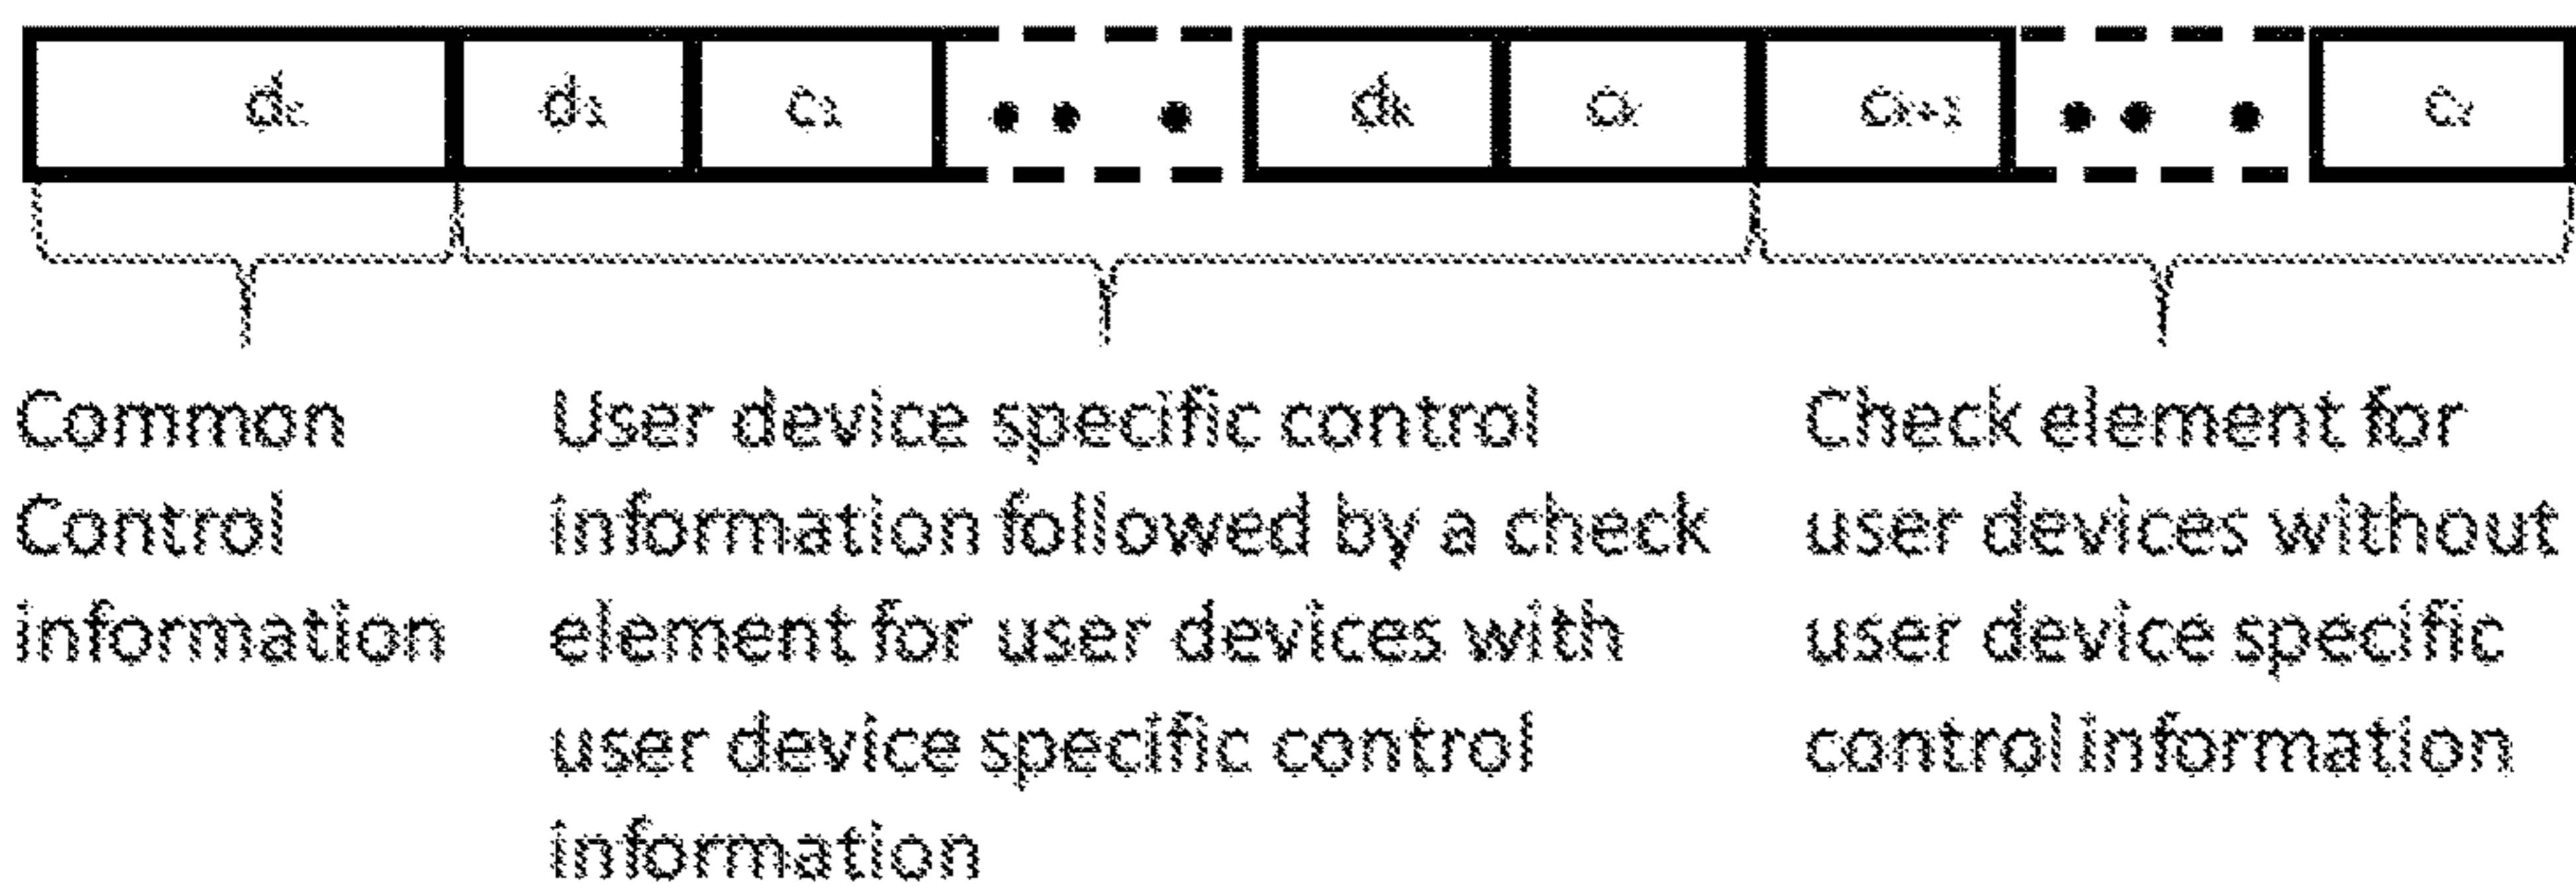 d₁ c₁ dₖ cₖ cₖ₊₁
Common
Control
information
User device specific control
information followed by a check
element for user devices with
user device specific control
information
Check element for
user devices without
user device specific
control information